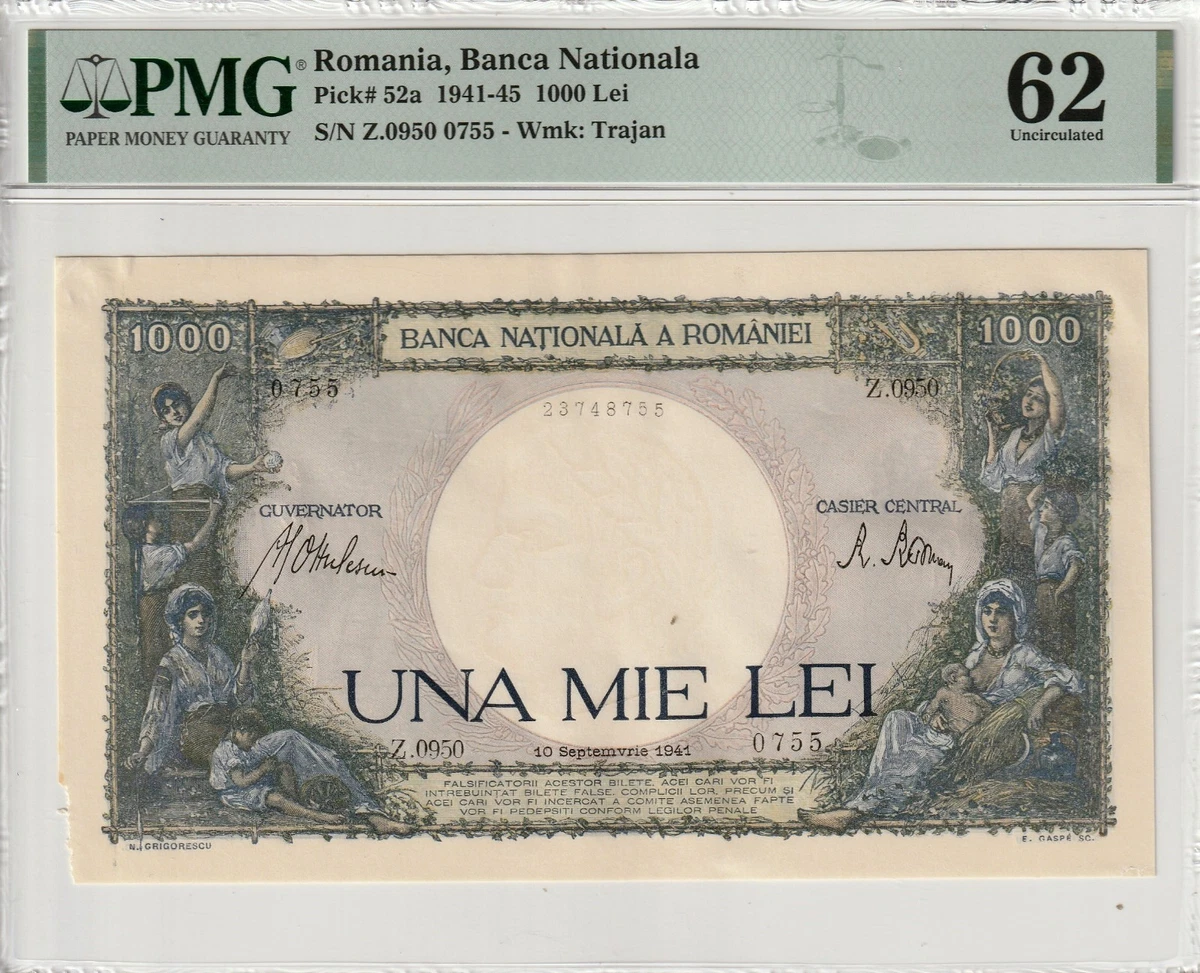 PMG®
PAPER MONEY GUARANTY
Romania, Banca Nationala
Pick# 52a 1941-45 1000 Lei
S/N Z.0950 0755 - Wmk: Trajan
62
Uncirculated
1000
BANCA NAȚIONALĂ A ROMÂNIEI
1000
0755
Z.0950
23748755
GUVERNATOR
CASIER CENTRAL
UNA MIE LEI
Z.0950
10 Septemvrie 1941
0755
FALSIFICATORII ACESTOR BILETE, ACEI CARI VOR FI
INTREBUINȚAT BILETE FALSE, COMPLICII LOR, PRECUM ȘI
ACEI CARI VOR FI INCERCAT A COMITE ASEMENEA FAPTE
VOR FI PEDEPSIȚI CONFORM LEGILOR PENALE
N. GRIGORESCU
E. GASPÉ SC.